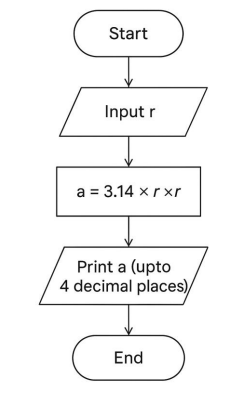 Start
Input r
a = 3.14 × r ×r
Print a (upto
4 decimal places)
End